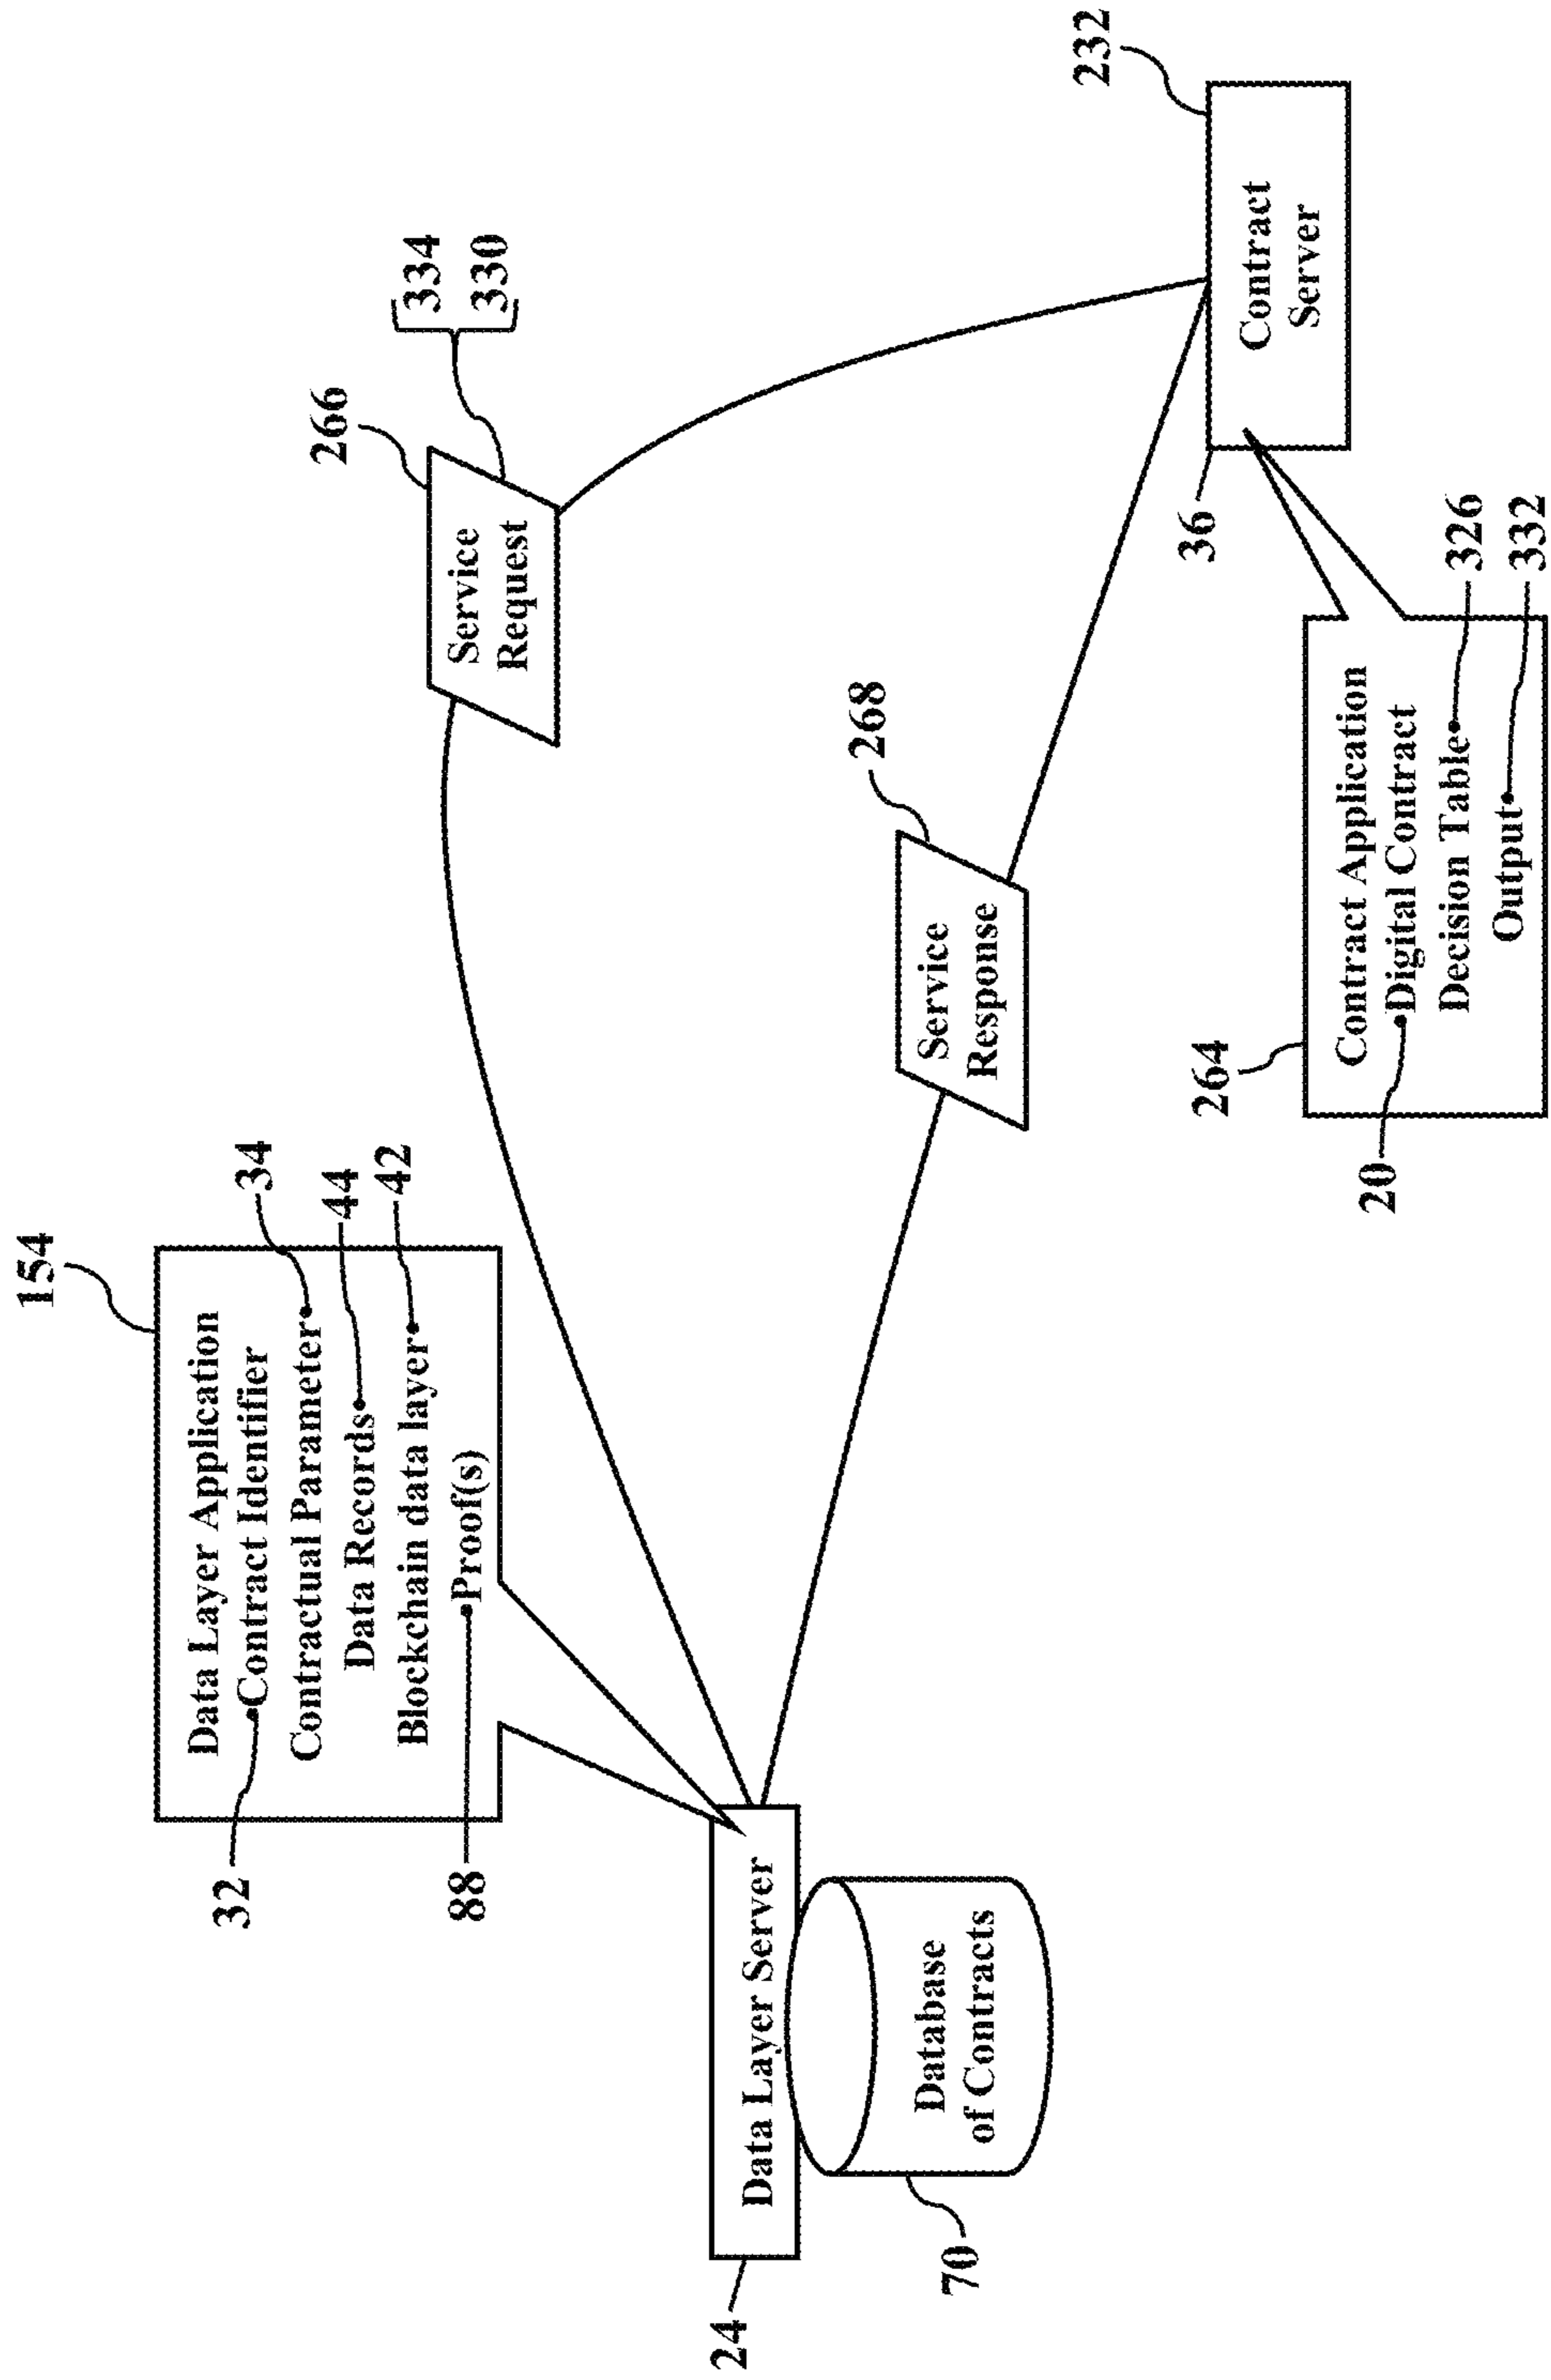 154
Data Layer Application
32
Contract Identifier
Contractual Parameter
34
Data Records
44
Blockchain data layer
42
88
Proof(s)
266
Service
Request
334
330
24
Data Layer Server
70
Database
of Contracts
268
Service
Response
232
Contract
Server
36
264
Contract Application
20
Digital Contract
Decision Table
326
Output
332